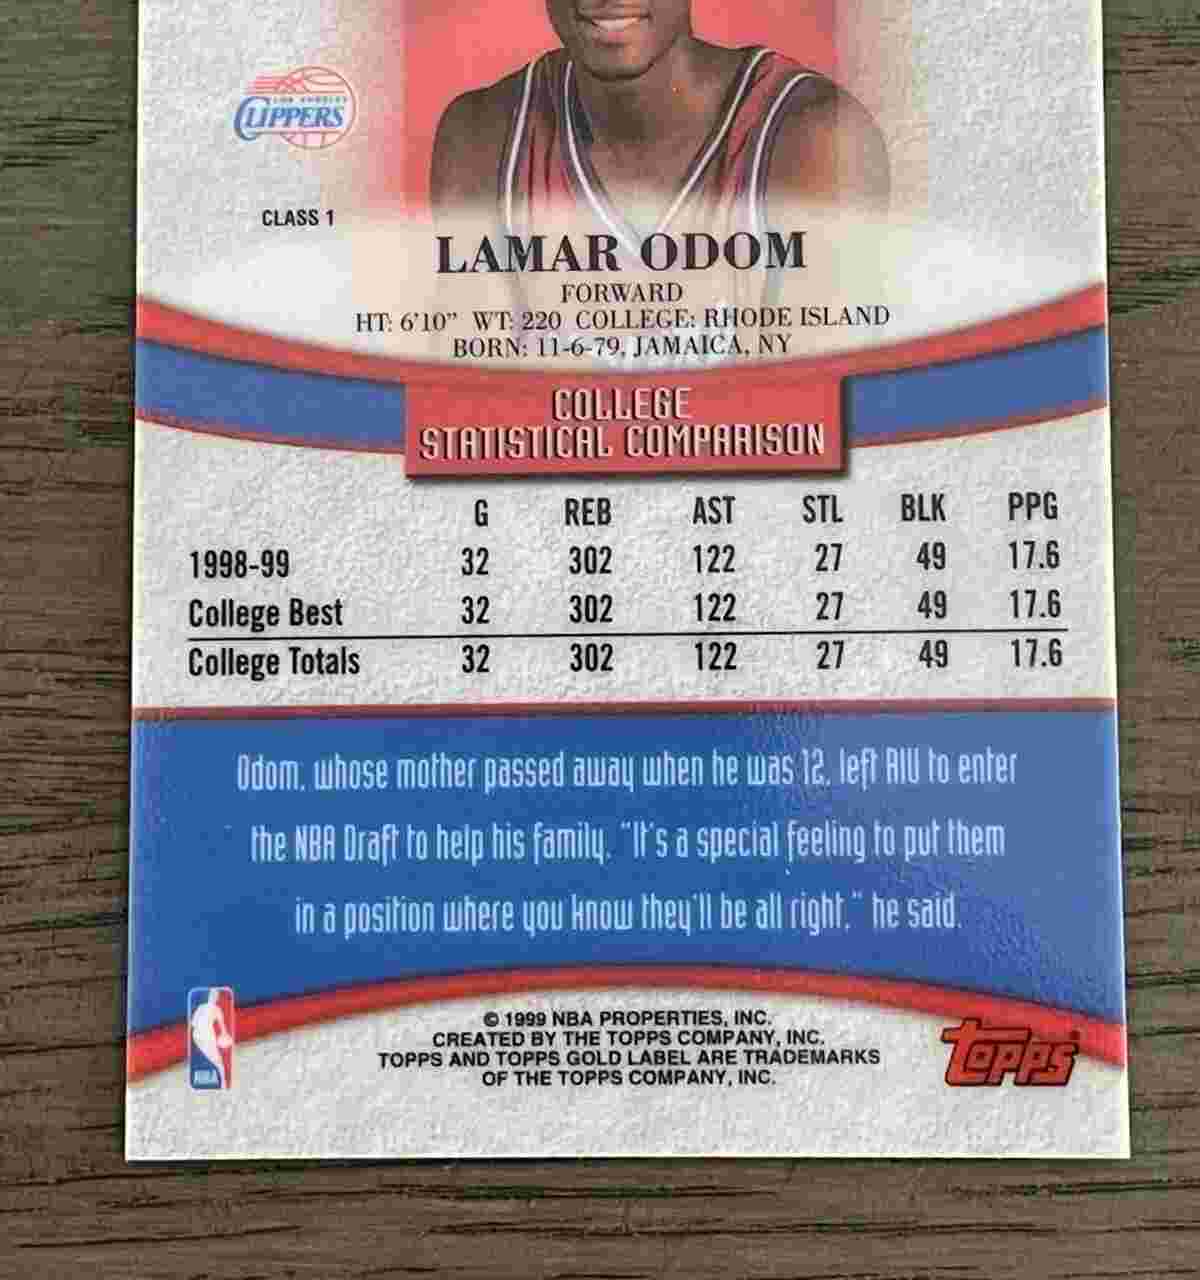 LOS ANGELES
CLIPPERS
CLASS 1
LAMAR ODOM
FORWARD
HT: 6'10" WT: 220 COLLEGE: RHODE ISLAND
BORN: 11-6-79, JAMAICA, NY
COLLEGE
STATISTICAL COMPARISON
G REB AST STL BLK PPG
1998-99 32 302 122 27 49 17.6
College Best 32 302 122 27 49 17.6
College Totals 32 302 122 27 49 17.6
Odom, whose mother passed away when he was 12, left RIU to enter
the NBA Draft to help his family. "It's a special feeling to put them
in a position where you know they'll be all right," he said.
© 1999 NBA PROPERTIES, INC.
CREATED BY THE TOPPS COMPANY, INC.
TOPPS AND TOPPS GOLD LABEL ARE TRADEMARKS
OF THE TOPPS COMPANY, INC.
NBA
TOPPS